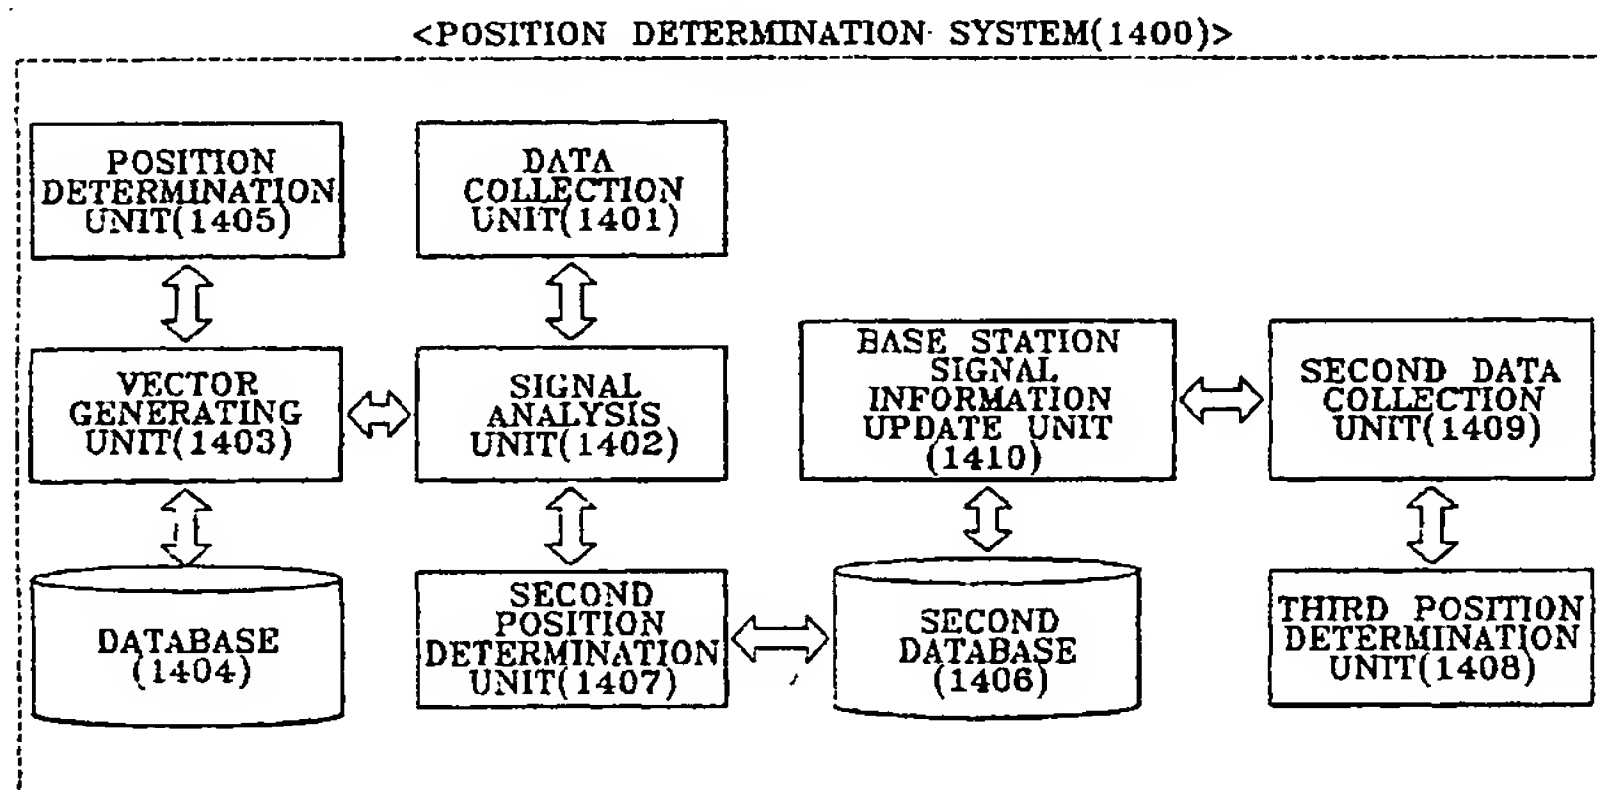 <POSITION DETERMINATION SYSTEM(1400)>
POSITION
DETERMINATION
UNIT(1405)
DATA
COLLECTION
UNIT(1401)
VECTOR
GENERATING
UNIT(1403)
SIGNAL
ANALYSIS
UNIT(1402)
BASE STATION
SIGNAL
INFORMATION
UPDATE UNIT
(1410)
SECOND DATA
COLLECTION
UNIT(1409)
DATABASE
(1404)
SECOND
POSITION
DETERMINATION
UNIT(1407)
SECOND
DATABASE
(1406)
THIRD POSITION
DETERMINATION
UNIT(1408)